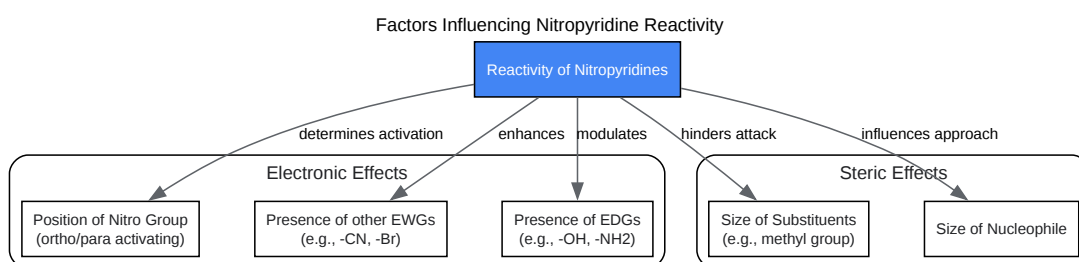 Factors Influencing Nitropyridine Reactivity
Reactivity of Nitropyridines
determines activation
enhances
modulates
hinders attack
influences approach
Electronic Effects
Steric Effects
Position of Nitro Group
(ortho/para activating)
Presence of other EWGs
(e.g., -CN, -Br)
Presence of EDGs
(e.g., -OH, -NH2)
Size of Substituents
(e.g., methyl group)
Size of Nucleophile